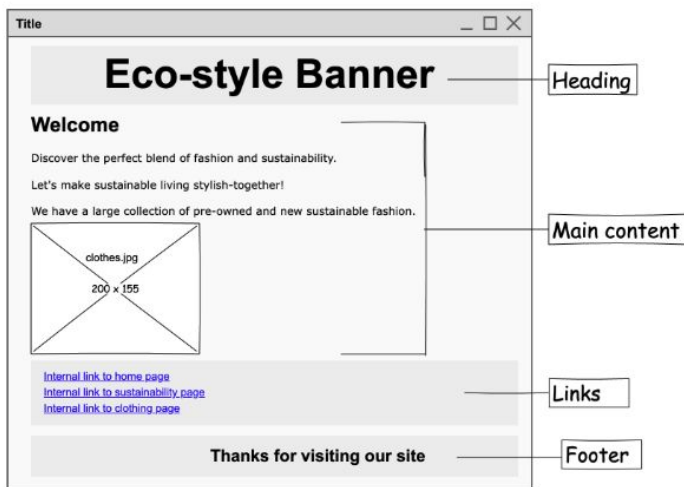 Title
Eco-style Banner
Heading
Welcome
Discover the perfect blend of fashion and sustainability.
Let's make sustainable living stylish-together!
We have a large collection of pre-owned and new sustainable fashion.
Main content
clothes.jpg
200 x 155
Internal link to home page
Internal link to sustainability page
Internal link to clothing page
Links
Thanks for visiting our site
Footer